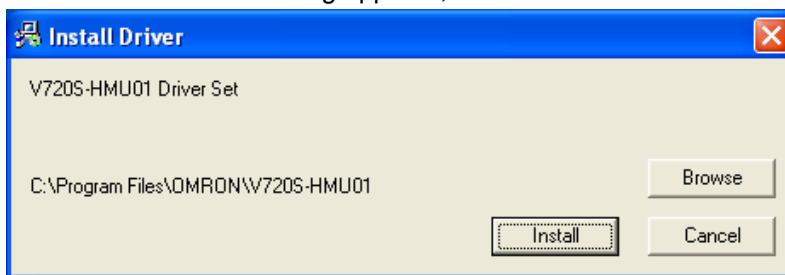 Install Driver
V720S-HMU01 Driver Set
C:\Program Files\OMRON\V720S-HMU01
Browse
Install
Cancel